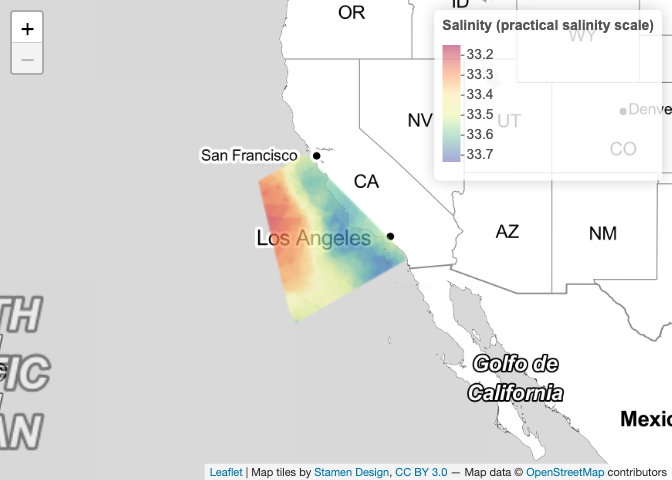 +
−
OR
ID
Salinity (practical salinity scale)
33.2
33.3
33.4
33.5
33.6
33.7
WY
NV
UT
Denve
CO
San Francisco
CA
Los Angeles
AZ
NM
TH
FIC
AN
Golfo de
California
Mexic
Leaflet | Map tiles by Stamen Design, CC BY 3.0 — Map data © OpenStreetMap contributors